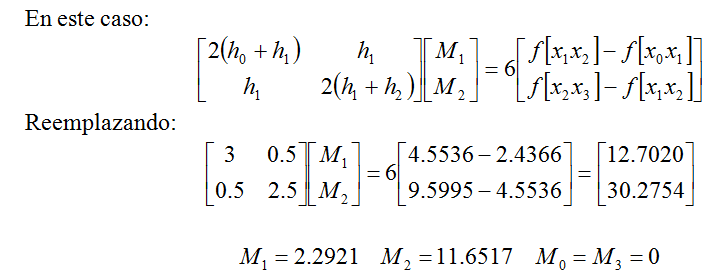 En este caso:
[2(h₀ + h₁) h₁] [M₁] = 6 [f[x₁x₂] − f[x₀x₁]]
[h₁ 2(h₁ + h₂)] [M₂] [f[x₂x₃] − f[x₁x₂]]
Reemplazando:
[3 0.5] [M₁] = 6 [4.5536 − 2.4366] = [12.7020]
[0.5 2.5] [M₂] [9.5995 − 4.5536] [30.2754]
M₁ = 2.2921 M₂ = 11.6517 M₀ = M₃ = 0